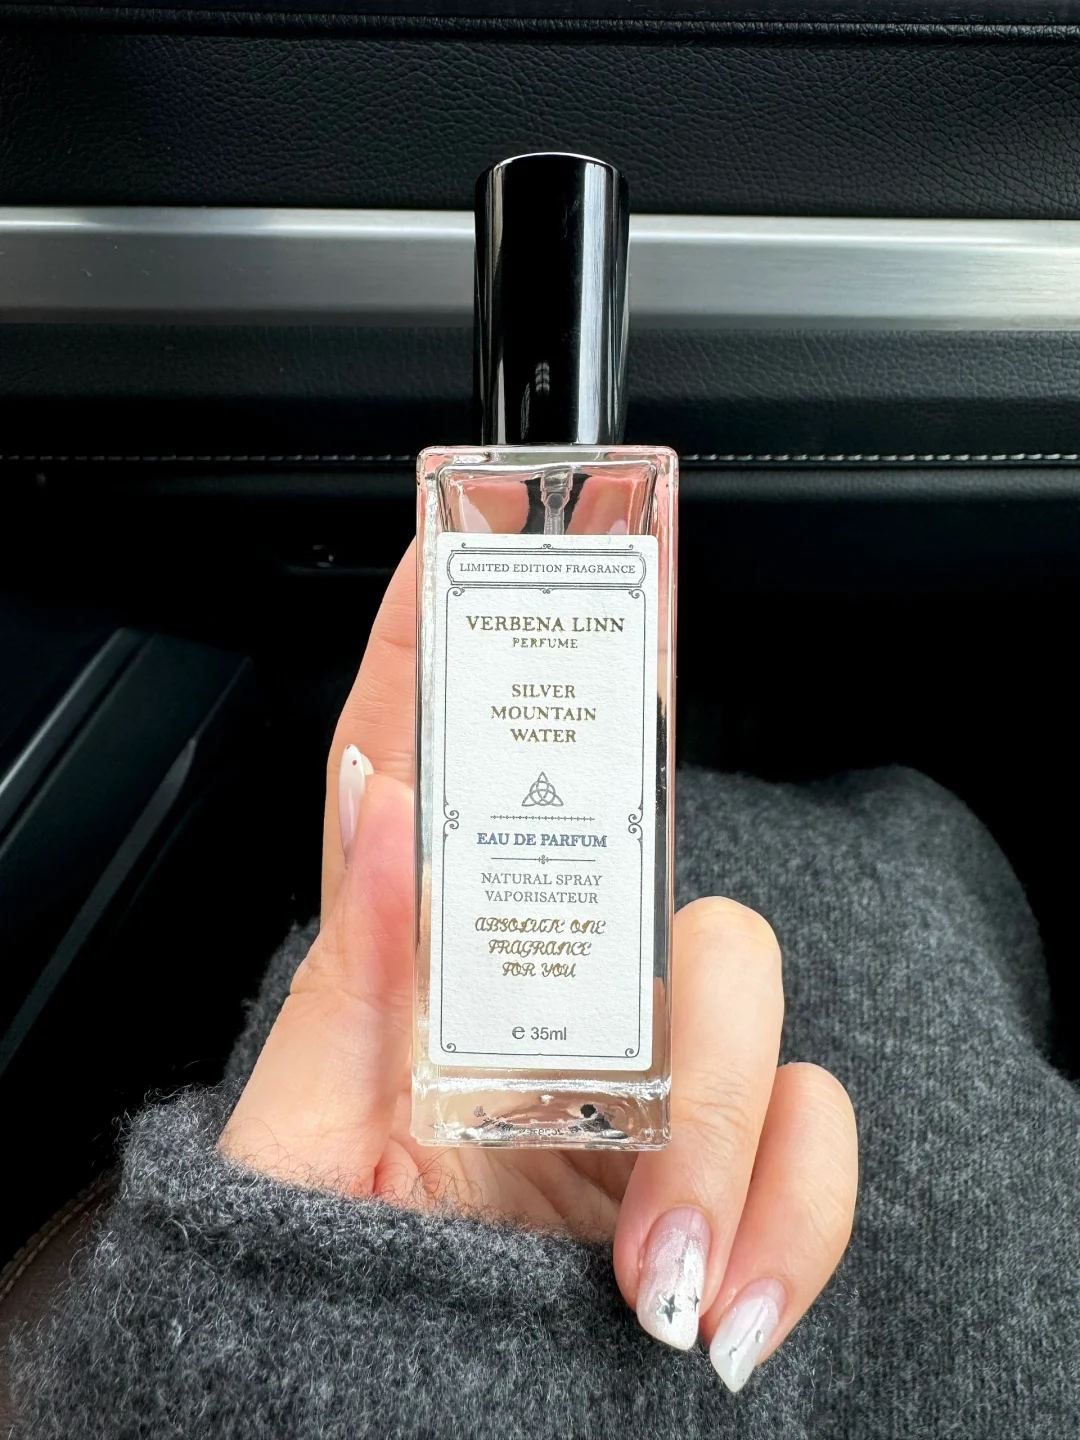 LIMITED EDITION FRAGRANCE
VERBENA LINN
PERFUME
SILVER
MOUNTAIN
WATER
EAU DE PARFUM
NATURAL SPRAY
VAPORISATEUR
ABSOLUTE ONE
FRAGRANCE
FOR YOU
℮ 35ml